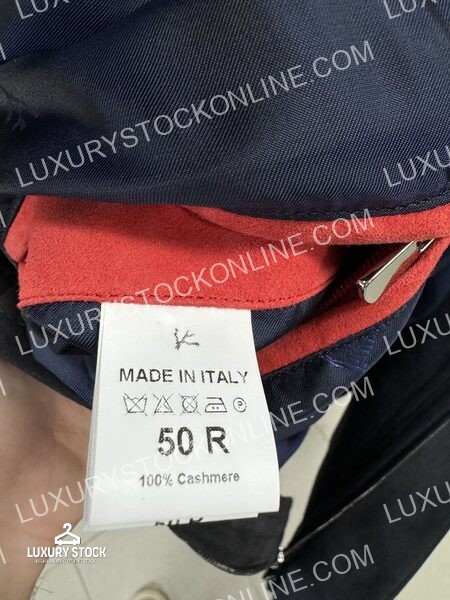 LUXURYSTOCKONLINE.COM
LUXURYSTOCKONLINE.COM
LUXURYSTOCKONLINE.COM
MADE IN ITALY
P
50 R
100% Cashmere
LUXURYSTOCKONLINE.COM
LUXURYSTOCKONLINE.COM
LUXURY STOCK